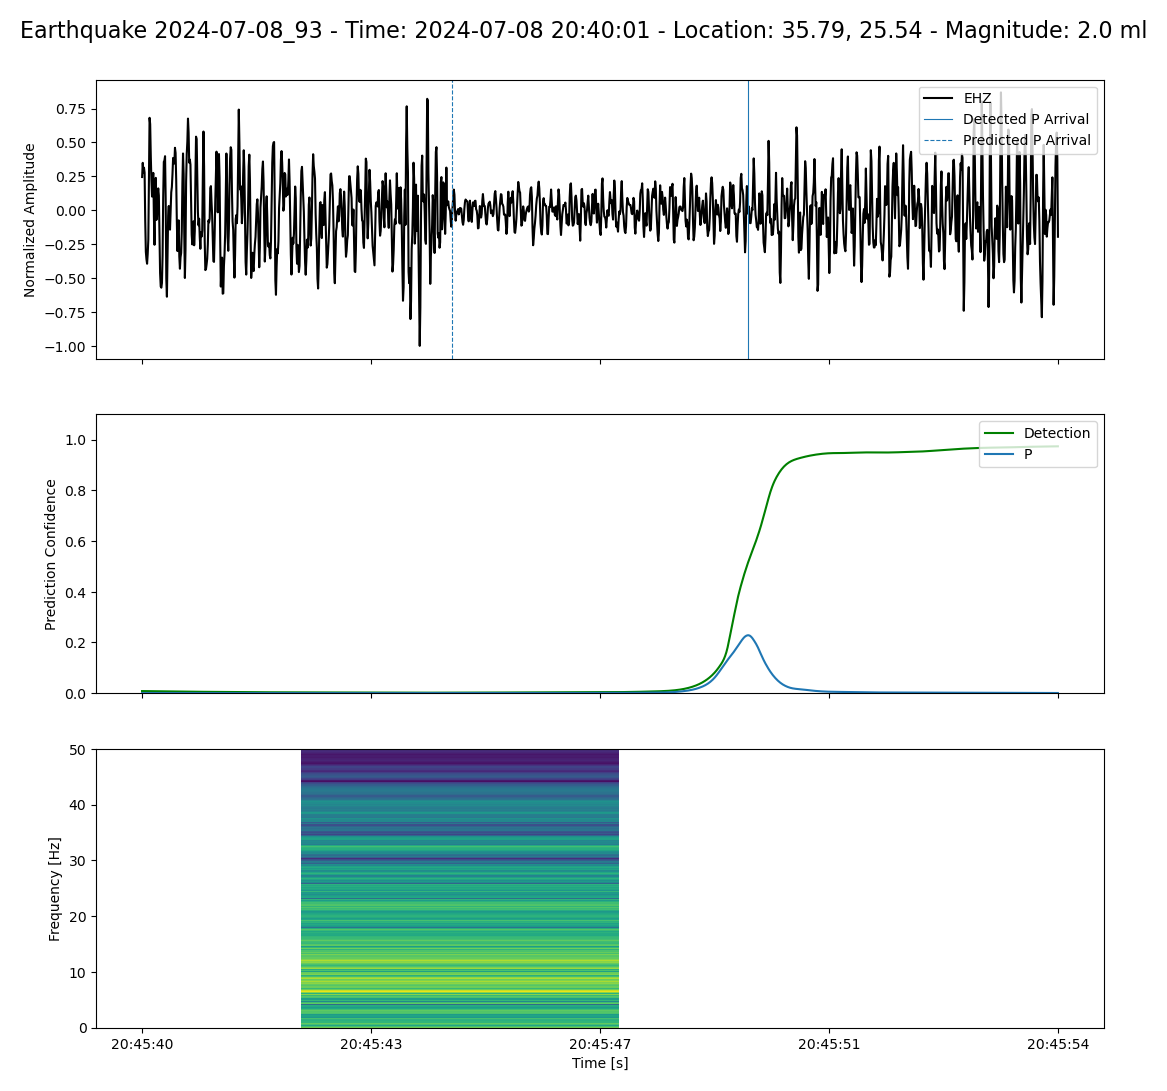 Earthquake 2024-07-08_93 - Time: 2024-07-08 20:40:01 - Location: 35.79, 25.54 - Magnitude: 2.0 ml
EHZ
Detected P Arrival
Predicted P Arrival
0.75
0.50
0.25
0.00
−0.25
−0.50
−0.75
−1.00
Normalized Amplitude
Detection
P
1.0
0.8
0.6
0.4
0.2
0.0
Prediction Confidence
50
40
30
20
10
0
Frequency [Hz]
20:45:40
20:45:43
20:45:47
20:45:51
20:45:54
Time [s]